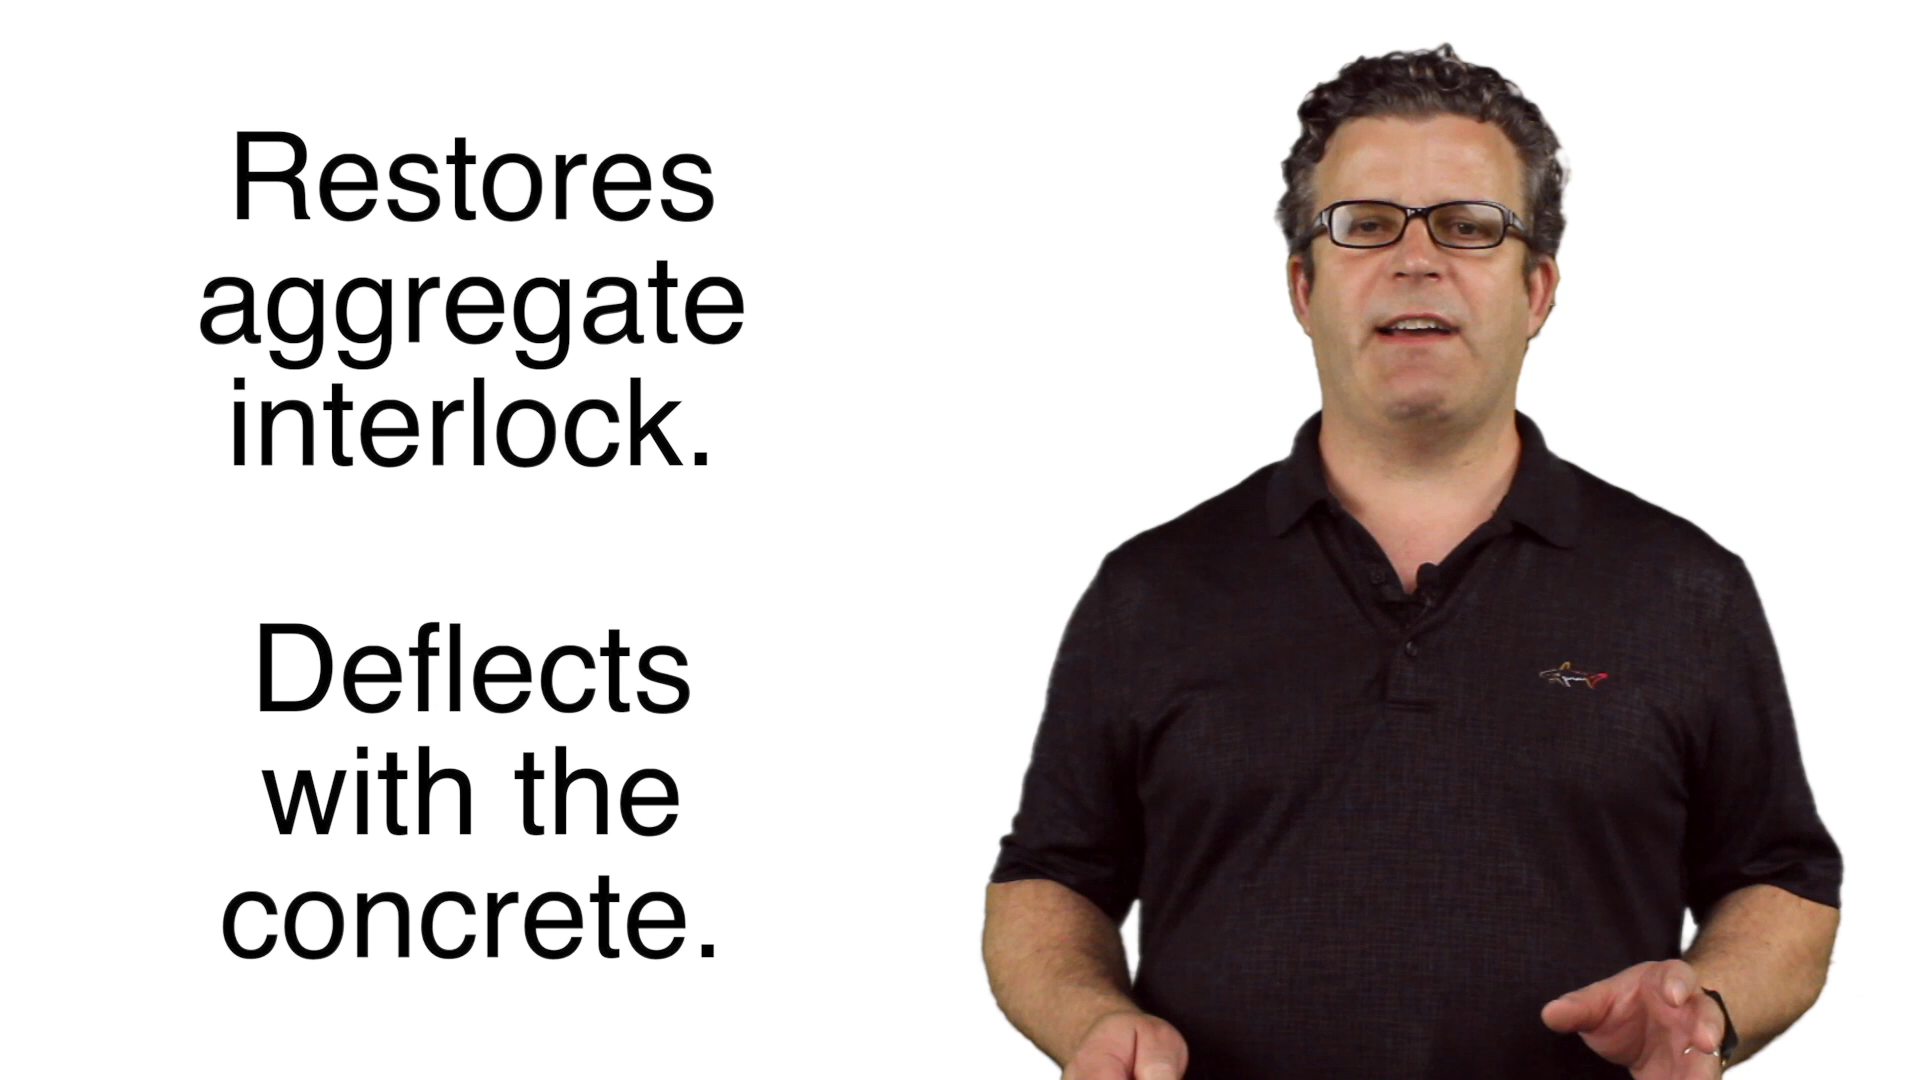 Restores
aggregate
interlock.
Deflects
with the
concrete.